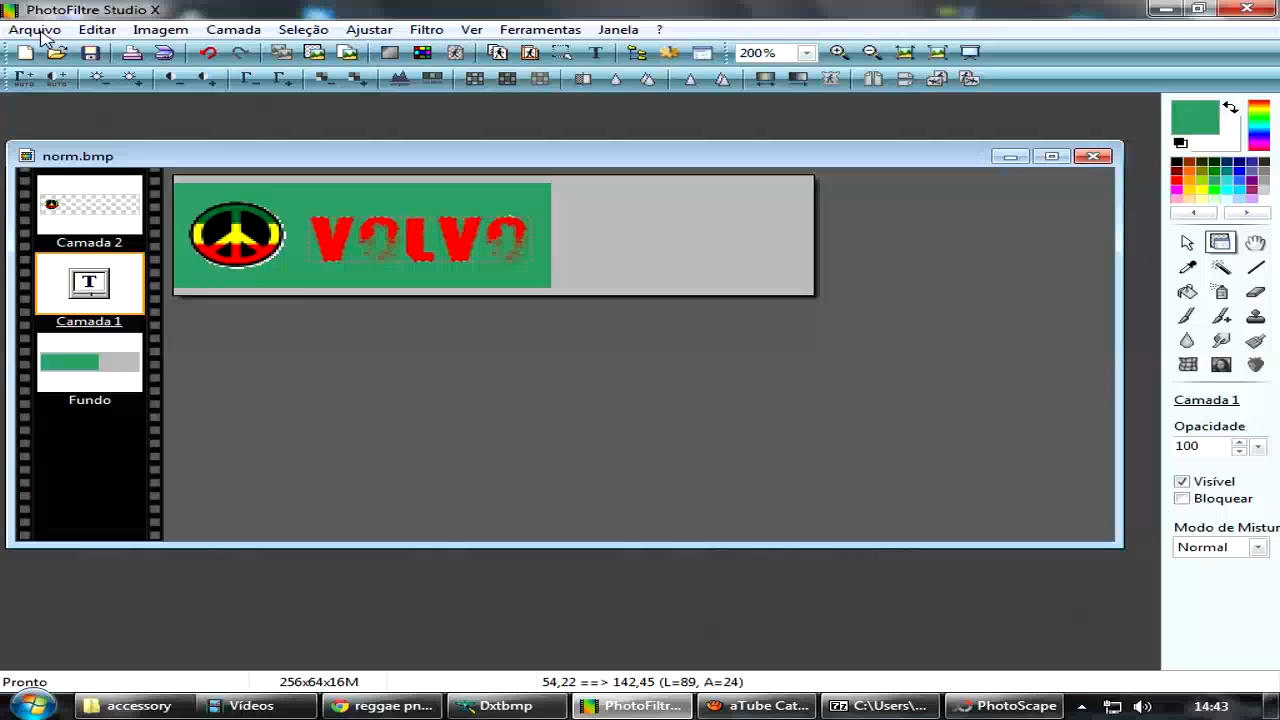 PhotoFiltre Studio X
Arquivo Editar Imagem Camada Seleção Ajustar Filtro Ver Ferramentas Janela ?
200%
norm.bmp
Camada 2
VOLVO
T
Camada 1
Fundo
Camada 1
Opacidade
100
Visível
Bloquear
Modo de Mistur
Normal
Pronto 256x64x16M 54,22 ==> 142,45 (L=89, A=24)
accessory Vídeos reggae pn... Dxtbmp PhotoFiltr... aTube Cat... C:\Users\... PhotoScape 14:43